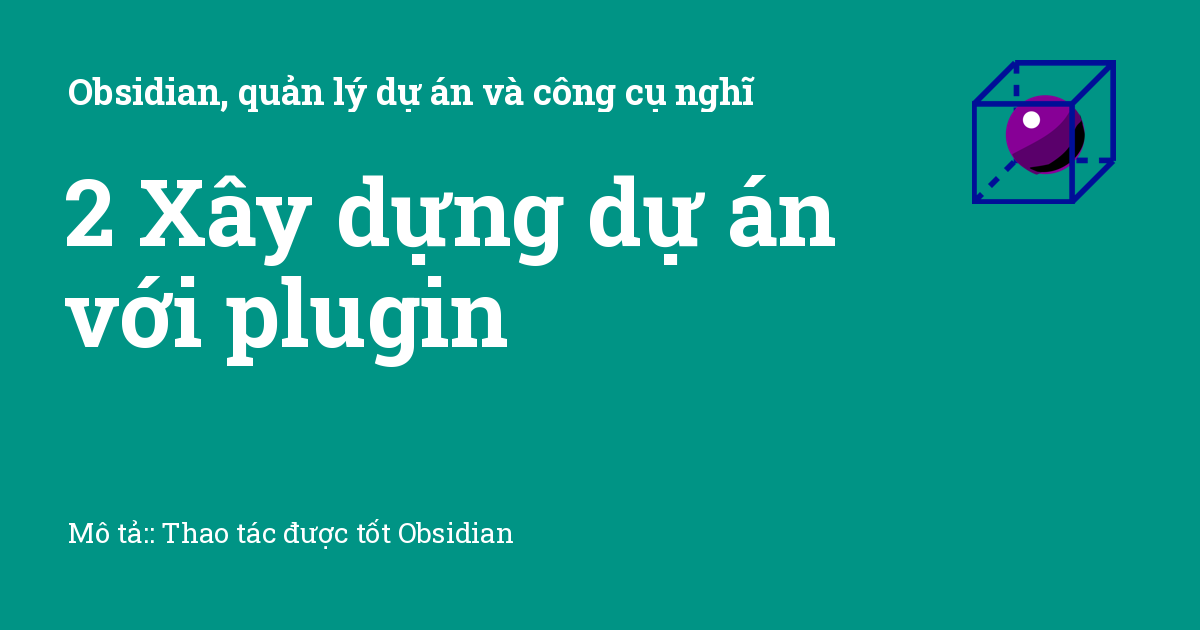 Obsidian, quản lý dự án và công cụ nghĩ
2 Xây dựng dự án
với plugin
Mô tả:: Thao tác được tốt Obsidian